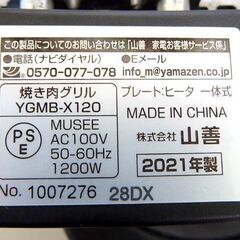 この製品についてのお問い合わせは「山善 家電お客様サービス係」
●電話(ナビダイヤル) ●Eメール
0570-077-078 info_m@yamazen.co.jp
焼き肉グリル プレート:ヒータ 一体式
YGMB-X120 MADE IN CHINA
PS
E
MUSEE
AC100V
50-60Hz
1200W
株式会社 山善
2021年製
No. 1007276 28DX